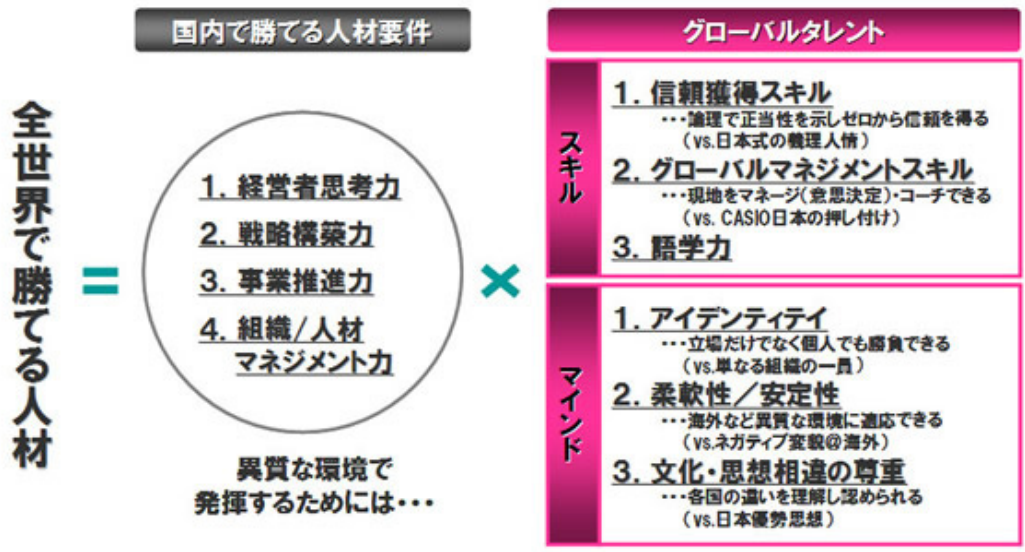 国内で勝てる人材要件
グローバルタレント
全世界で勝てる人材
=
1. 経営者思考力
2. 戦略構築力
3. 事業推進力
4. 組織/人材
マネジメント力
異質な環境で
発揮するためには・・・
×
スキル
1. 信頼獲得スキル
・・・論理で正当性を示しゼロから信頼を得る
(vs.日本式の義理人情)
2. グローバルマネジメントスキル
・・・現地をマネージ(意思決定)・コーチできる
(vs. CASIO日本の押し付け)
3. 語学力
マインド
1. アイデンティテイ
・・・立場だけでなく個人でも勝負できる
(vs.単なる組織の一員)
2. 柔軟性/安定性
・・・海外など異質な環境に適応できる
(vs.ネガティブ変貌@海外)
3. 文化・思想相違の尊重
・・・各国の違いを理解し認められる
(vs.日本優勢思想)